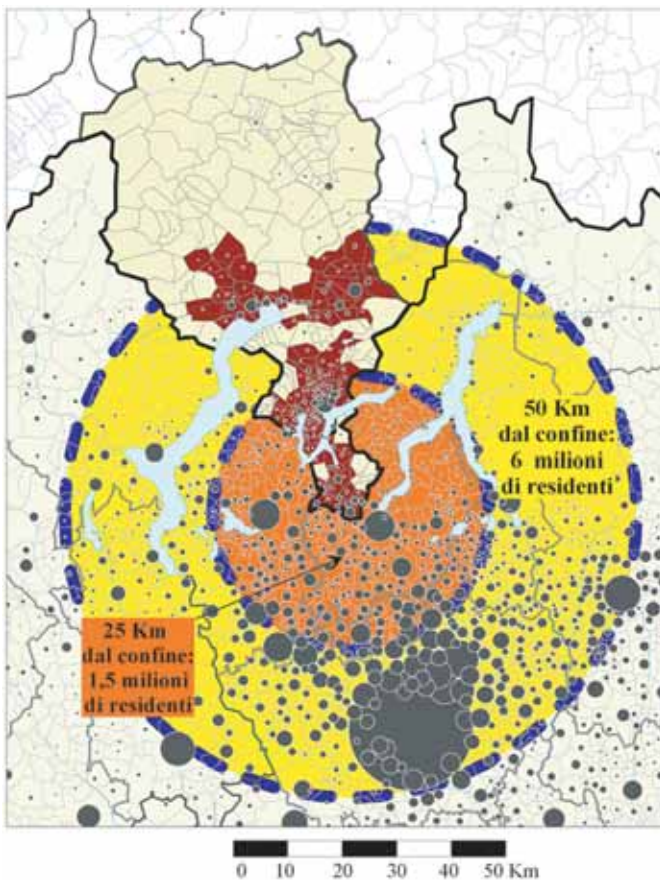 50 Km
dal confine:
6 milioni
di residenti
25 Km
dal confine:
1,5 milioni
di residenti
0 10 20 30 40 50 Km